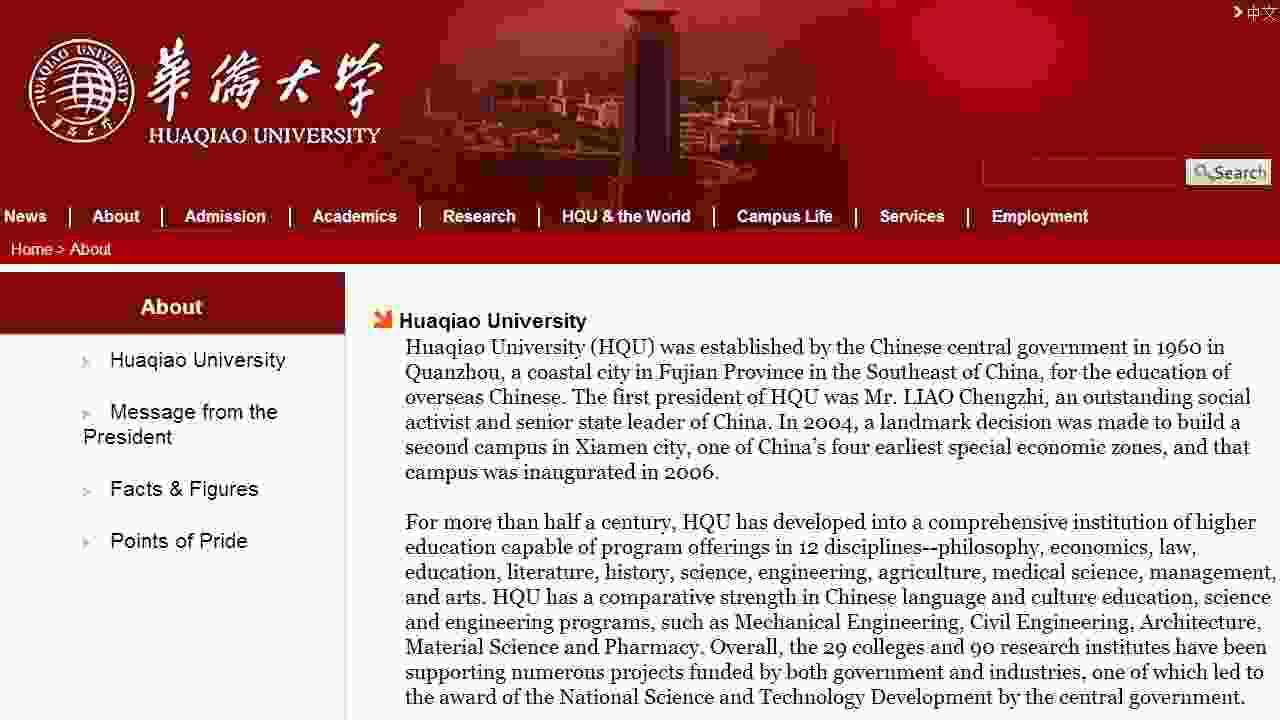 中文
HUAQIAO UNIVERSITY
華僑大学
HUAQIAO UNIVERSITY
Search
News
About
Admission
Academics
Research
HQU & the World
Campus Life
Services
Employment
Home > About
About
Huaqiao University
Message from the
President
Facts & Figures
Points of Pride
Huaqiao University
Huaqiao University (HQU) was established by the Chinese central government in 1960 in
Quanzhou, a coastal city in Fujian Province in the Southeast of China, for the education of
overseas Chinese. The first president of HQU was Mr. LIAO Chengzhi, an outstanding social
activist and senior state leader of China. In 2004, a landmark decision was made to build a
second campus in Xiamen city, one of China's four earliest special economic zones, and that
campus was inaugurated in 2006.
For more than half a century, HQU has developed into a comprehensive institution of higher
education capable of program offerings in 12 disciplines--philosophy, economics, law,
education, literature, history, science, engineering, agriculture, medical science, management,
and arts. HQU has a comparative strength in Chinese language and culture education, science
and engineering programs, such as Mechanical Engineering, Civil Engineering, Architecture,
Material Science and Pharmacy. Overall, the 29 colleges and 90 research institutes have been
supporting numerous projects funded by both government and industries, one of which led to
the award of the National Science and Technology Development by the central government.